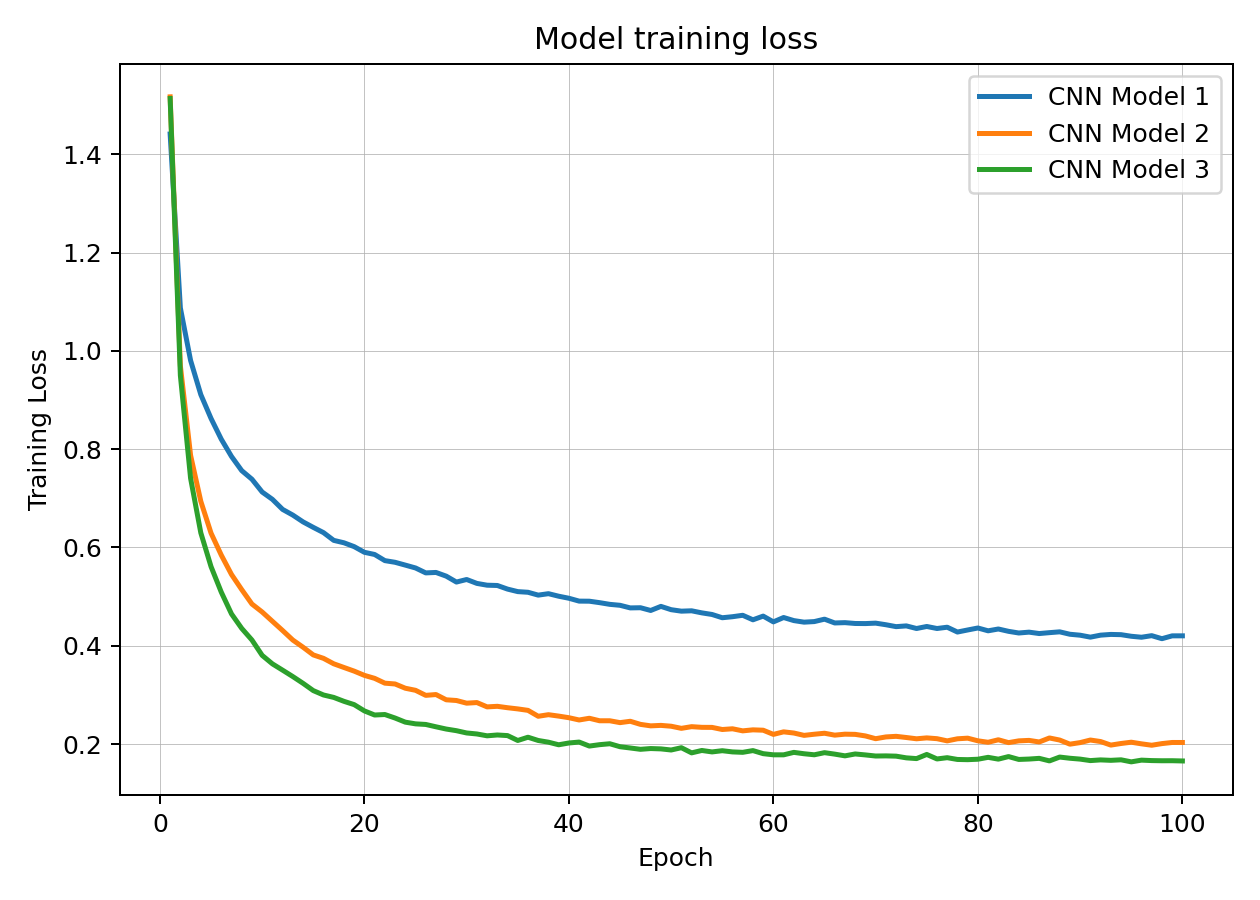 Model training loss
CNN Model 1
CNN Model 2
CNN Model 3
1.4
1.2
1.0
0.8
0.6
0.4
0.2
Training Loss
0 20 40 60 80 100
Epoch